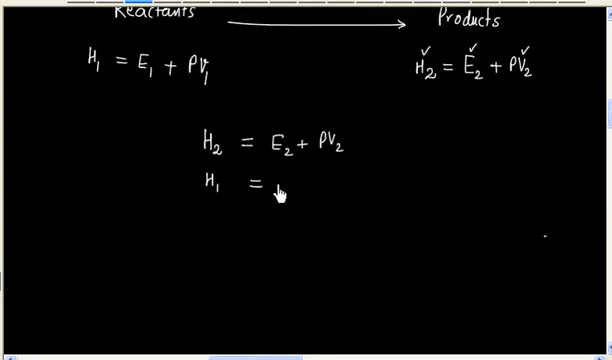 Reactants ⟶ Products
H₁ = E₁ + PV₁ H₂ = E₂ + PV₂
H₂ = E₂ + PV₂
H₁ =